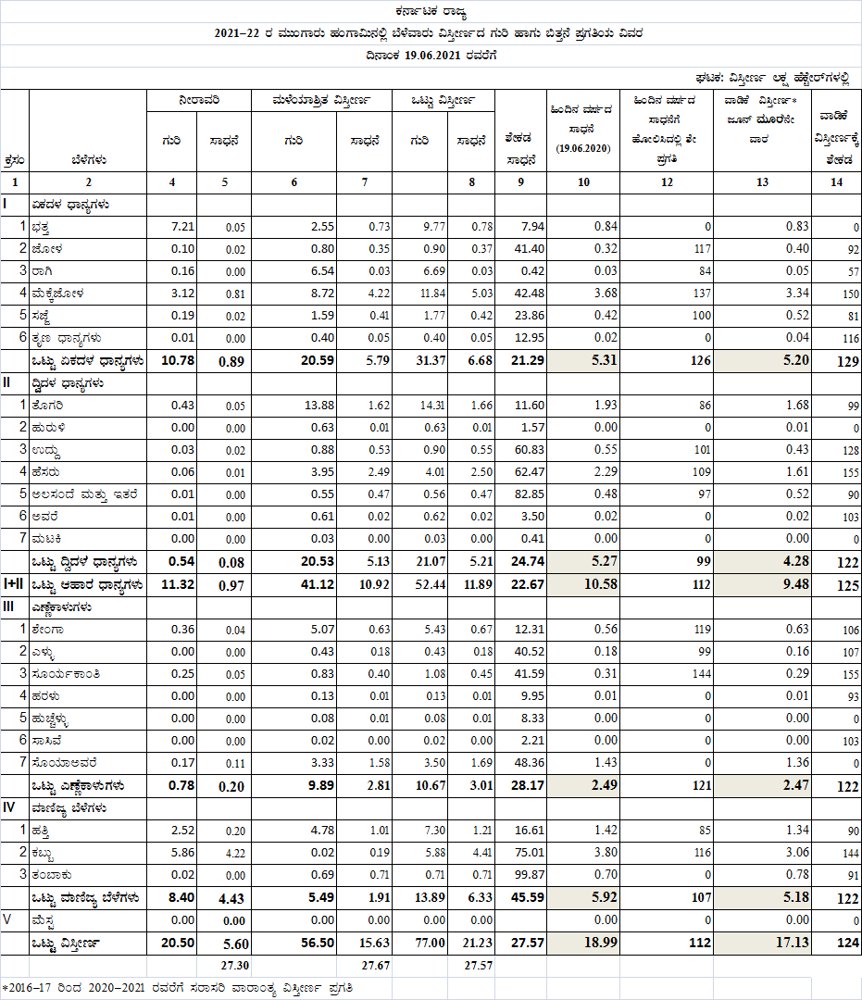 ಕರ್ನಾಟಕ ರಾಜ್ಯ
2021–22 ರ ಮುಂಗಾರು ಹಂಗಾಮಿನಲ್ಲಿ ಬೆಳೆವಾರು ವಿಸ್ತೀರ್ಣದ ಗುರಿ ಹಾಗು ಬಿತ್ತನೆ ಪ್ರಗತಿಯ ವಿವರ
ದಿನಾಂಕ 19.06.2021 ರವರೆಗೆ
ಘಟಕ: ವಿಸ್ತೀರ್ಣ ಲಕ್ಷ ಹೆಕ್ಟೇರ್‌ಗಳಲ್ಲಿ
ನೀರಾವರಿ ಮಳೆಯಾಶ್ರಿತ ವಿಸ್ತೀರ್ಣ ಒಟ್ಟು ವಿಸ್ತೀರ್ಣ
ಕ್ರಸಂ ಬೆಳೆಗಳು ಗುರಿ ಸಾಧನೆ ಗುರಿ ಸಾಧನೆ ಗುರಿ ಸಾಧನೆ
ಶೇಕಡ
ಸಾಧನೆ
ಹಿಂದಿನ ವರ್ಷದ
ಸಾಧನೆ
(19.06.2020)
ಹಿಂದಿನ ವರ್ಷದ
ಸಾಧನೆಗೆ
ಹೋಲಿಸಿದಲ್ಲಿ ಶೇ
ಪ್ರಗತಿ
ವಾಡಿಕೆ ವಿಸ್ತೀರ್ಣ*
ಜೂನ್ ಮೂರನೇ
ವಾರ
ವಾಡಿಕೆ
ವಿಸ್ತೀರ್ಣಕ್ಕೆ
ಶೇಕಡ
1 2 4 5 6 7 8 9 10 12 13 14
I ಏಕದಳ ಧಾನ್ಯಗಳು
1 ಭತ್ತ 7.21 0.05 2.55 0.73 9.77 0.78 7.94 0.84 0 0.83 0
2 ಜೋಳ 0.10 0.02 0.80 0.35 0.90 0.37 41.40 0.32 117 0.40 92
3 ರಾಗಿ 0.16 0.00 6.54 0.03 6.69 0.03 0.42 0.03 84 0.05 57
4 ಮೆಕ್ಕೆಜೋಳ 3.12 0.81 8.72 4.22 11.84 5.03 42.48 3.68 137 3.34 150
5 ಸಜ್ಜೆ 0.19 0.02 1.59 0.41 1.77 0.42 23.86 0.42 100 0.52 81
6 ತೃಣ ಧಾನ್ಯಗಳು 0.01 0.00 0.40 0.05 0.40 0.05 12.95 0.02 0 0.04 116
ಒಟ್ಟು ಏಕದಳ ಧಾನ್ಯಗಳು 10.78 0.89 20.59 5.79 31.37 6.68 21.29 5.31 126 5.20 129
II ದ್ವಿದಳ ಧಾನ್ಯಗಳು
1 ತೊಗರಿ 0.43 0.05 13.88 1.62 14.31 1.66 11.60 1.93 86 1.68 99
2 ಹುರುಳಿ 0.00 0.00 0.63 0.01 0.63 0.01 1.57 0.00 0 0.01 0
3 ಉದ್ದು 0.03 0.02 0.88 0.53 0.90 0.55 60.83 0.55 101 0.43 128
4 ಹೆಸರು 0.06 0.01 3.95 2.49 4.01 2.50 62.47 2.29 109 1.61 155
5 ಅಲಸಂದೆ ಮತ್ತು ಇತರೆ 0.01 0.00 0.55 0.47 0.56 0.47 82.85 0.48 97 0.52 90
6 ಅವರೆ 0.01 0.00 0.61 0.02 0.62 0.02 3.50 0.02 0 0.02 103
7 ಮಟಕಿ 0.00 0.00 0.03 0.00 0.03 0.00 0.41 0.00 0 0.00 0
ಒಟ್ಟು ದ್ವಿದಳ ಧಾನ್ಯಗಳು 0.54 0.08 20.53 5.13 21.07 5.21 24.74 5.27 99 4.28 122
I+II ಒಟ್ಟು ಆಹಾರ ಧಾನ್ಯಗಳು 11.32 0.97 41.12 10.92 52.44 11.89 22.67 10.58 112 9.48 125
III ಎಣ್ಣೆಕಾಳುಗಳು
1 ಶೇಂಗಾ 0.36 0.04 5.07 0.63 5.43 0.67 12.31 0.56 119 0.63 106
2 ಎಳ್ಳು 0.00 0.00 0.43 0.18 0.43 0.18 40.52 0.18 99 0.16 107
3 ಸೂರ್ಯಕಾಂತಿ 0.25 0.05 0.83 0.40 1.08 0.45 41.59 0.31 144 0.29 155
4 ಹರಳು 0.00 0.00 0.13 0.01 0.13 0.01 9.95 0.01 0 0.01 93
5 ಹುಚ್ಚೆಳ್ಳು 0.00 0.00 0.08 0.01 0.08 0.01 8.33 0.00 0 0.00 0
6 ಸಾಸಿವೆ 0.00 0.00 0.02 0.00 0.02 0.00 2.21 0.00 0 0.00 103
7 ಸೊಯಾಅವರೆ 0.17 0.11 3.33 1.58 3.50 1.69 48.36 1.43 0 1.36 0
ಒಟ್ಟು ಎಣ್ಣೆಕಾಳುಗಳು 0.78 0.20 9.89 2.81 10.67 3.01 28.17 2.49 121 2.47 122
IV ವಾಣಿಜ್ಯ ಬೆಳೆಗಳು
1 ಹತ್ತಿ 2.52 0.20 4.78 1.01 7.30 1.21 16.61 1.42 85 1.34 90
2 ಕಬ್ಬು 5.86 4.22 0.02 0.19 5.88 4.41 75.01 3.80 116 3.06 144
3 ತಂಬಾಕು 0.02 0.00 0.69 0.71 0.71 0.71 99.87 0.70 0 0.78 91
ಒಟ್ಟು ವಾಣಿಜ್ಯ ಬೆಳೆಗಳು 8.40 4.43 5.49 1.91 13.89 6.33 45.59 5.92 107 5.18 122
V ಮೆಸ್ತ 0.00 0.00 0.00 0.00 0.00 0.00 0.00 0 0.00 0
ಒಟ್ಟು ವಿಸ್ತೀರ್ಣ 20.50 5.60 56.50 15.63 77.00 21.23 27.57 18.99 112 17.13 124
27.30 27.67 27.57
*2016–17 ರಿಂದ 2020–2021 ರವರೆಗೆ ಸರಾಸರಿ ವಾರಾಂತ್ಯ ವಿಸ್ತೀರ್ಣ ಪ್ರಗತಿ